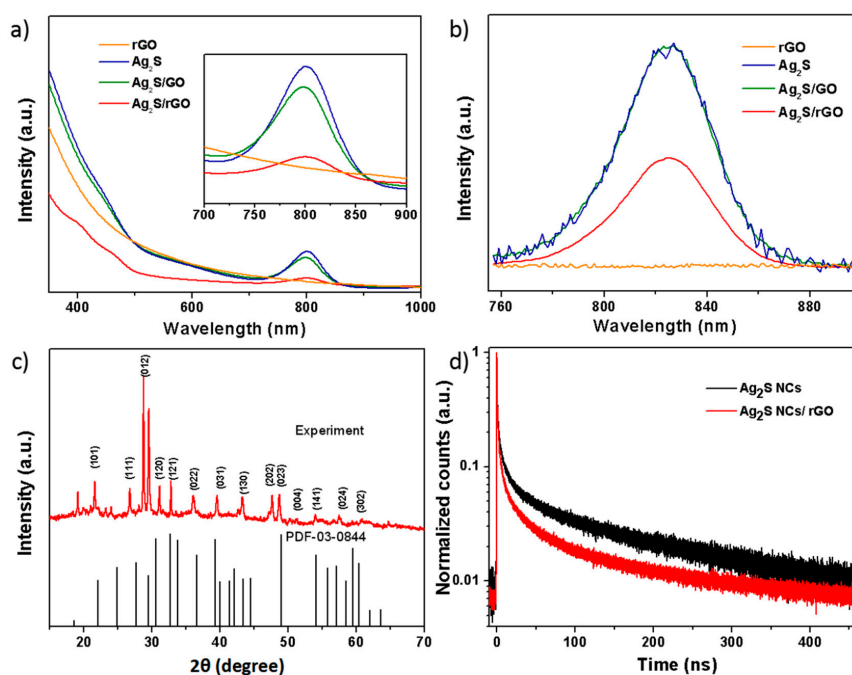 a)
rGO
Ag2S
Ag2S/GO
Ag2S/rGO
700 750 800 850 900
Intensity (a.u.)
400 600 800 1000
Wavelength (nm)
b)
rGO
Ag2S
Ag2S/GO
Ag2S/rGO
Intensity (a.u.)
760 800 840 880
Wavelength (nm)
c)
(012)
Experiment
(101)
(111)
(120)
(121)
(022)
(031)
(130)
(202)
(023)
(004)
(141)
(024)
(302)
PDF-03-0844
Intensity (a.u.)
20 30 40 50 60 70
2θ (degree)
d)
1
Ag2S NCs
Ag2S NCs/ rGO
0.1
0.01
Normalized counts (a.u.)
0 100 200 300 400
Time (ns)